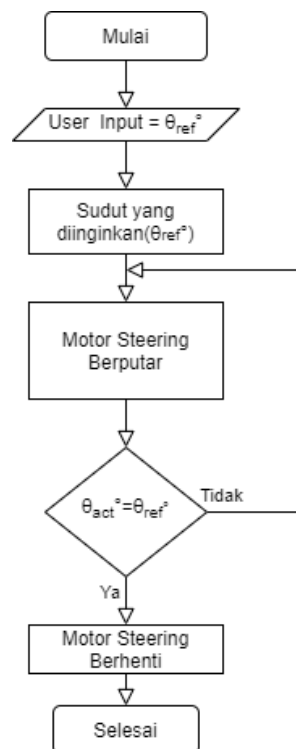 Mulai
User Input = θref°
Sudut yang
diinginkan(θref°)
Motor Steering
Berputar
θact°=θref°
Tidak
Ya
Motor Steering
Berhenti
Selesai